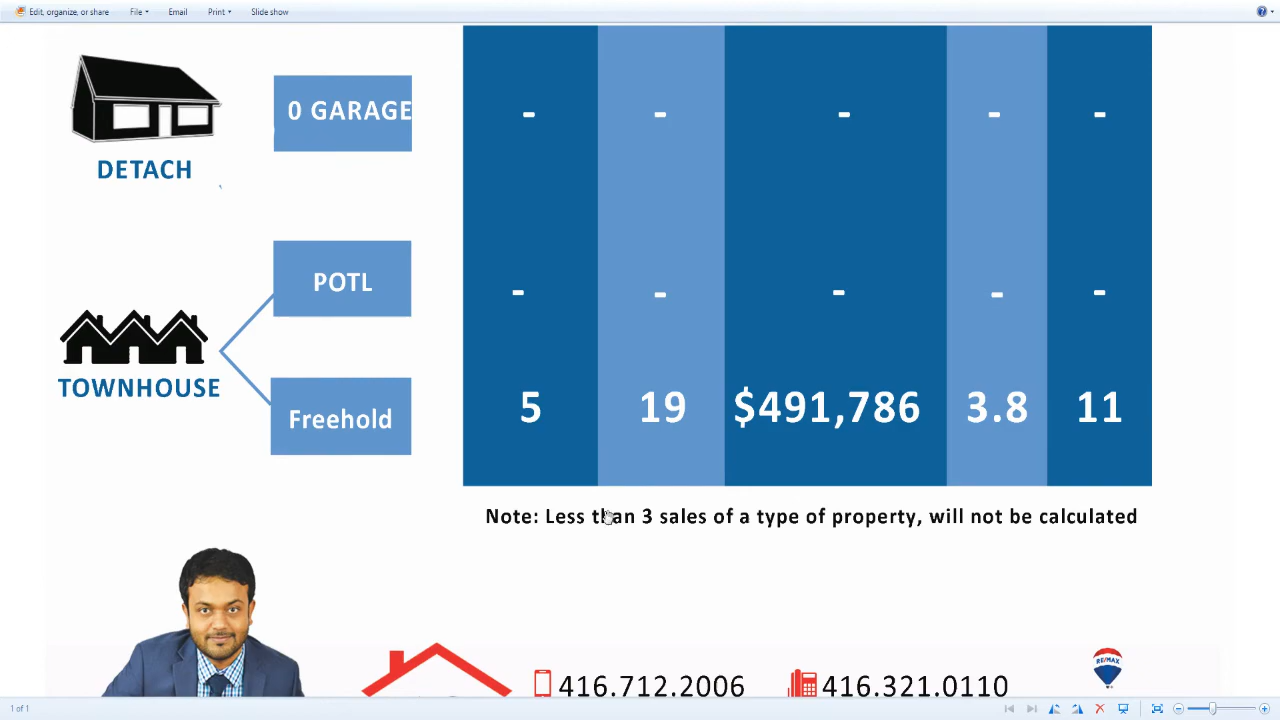 Edit, organize, or share File Email Print Slide show
0 GARAGE - - - - -
DETACH
POTL - - - - -
TOWNHOUSE
Freehold 5 19 $491,786 3.8 11
Note: Less than 3 sales of a type of property, will not be calculated
RE/MAX
416.712.2006 416.321.0110
1 of 1